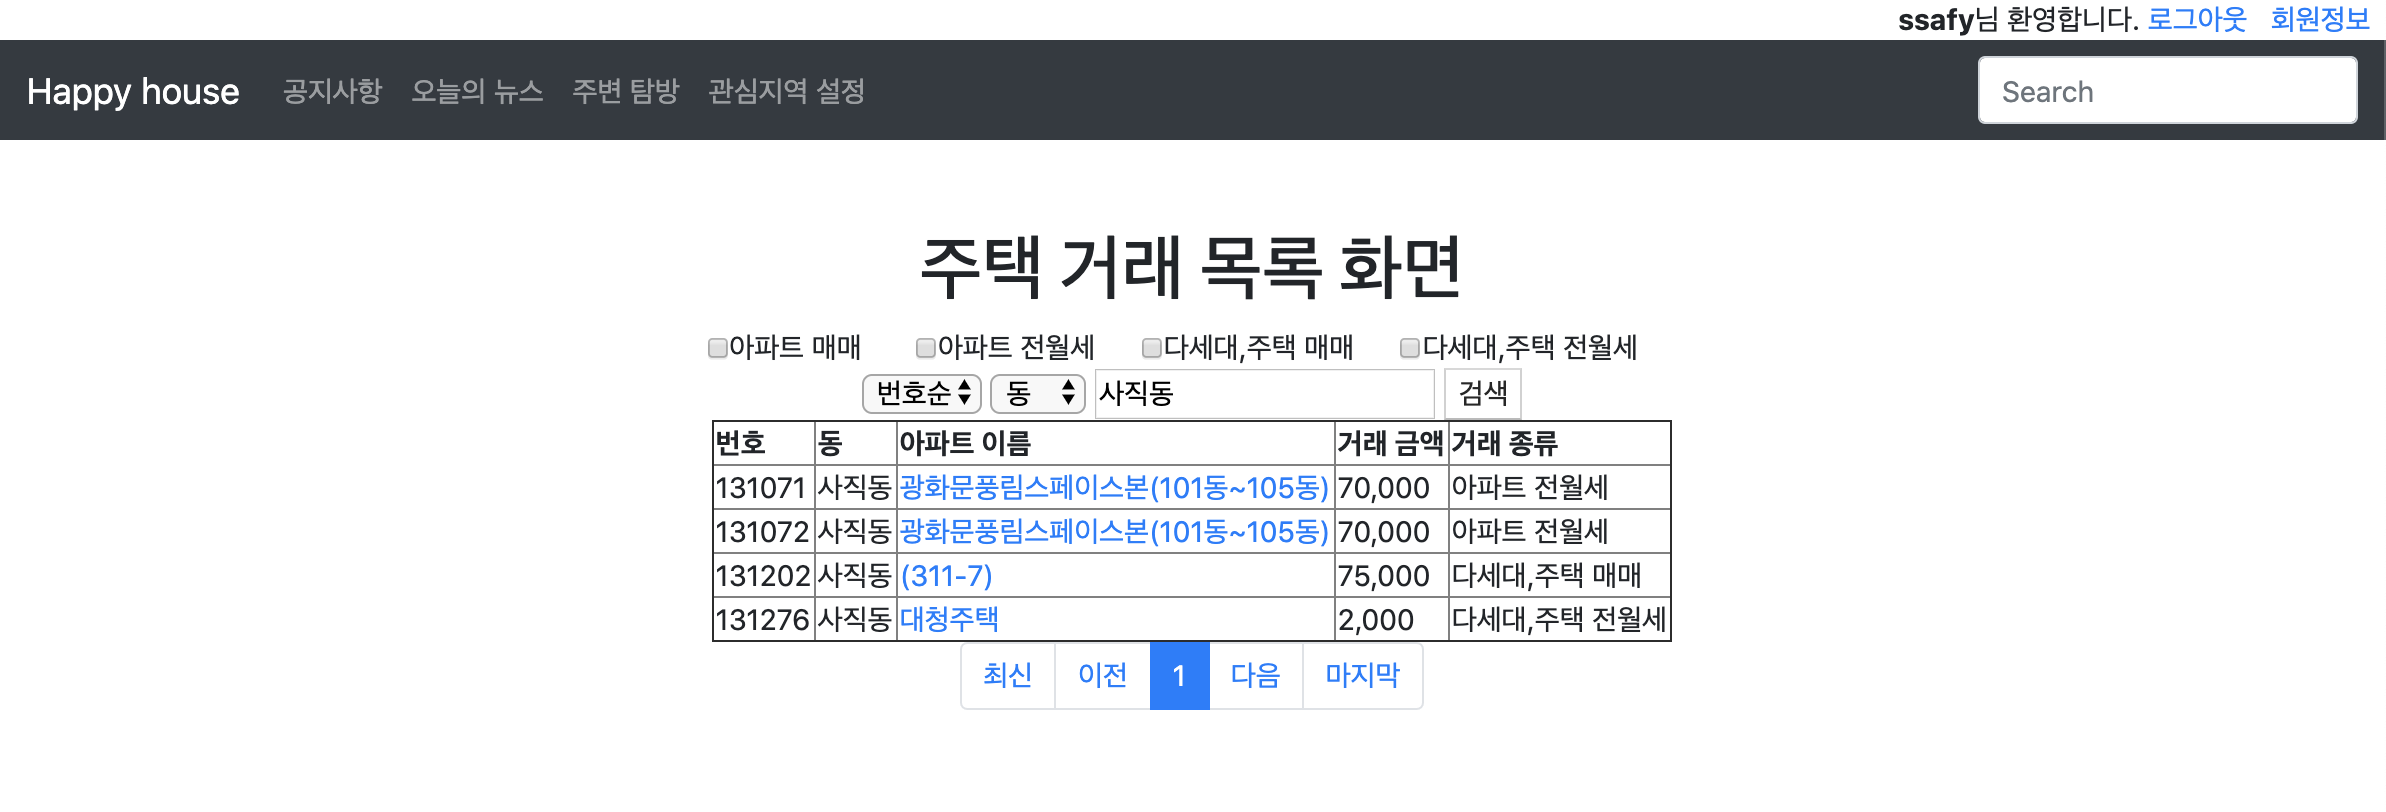 ssafy님 환영합니다. 로그아웃 회원정보
Happy house 공지사항 오늘의 뉴스 주변 탐방 관심지역 설정 Search
주택 거래 목록 화면
아파트 매매 아파트 전월세 다세대,주택 매매 다세대,주택 전월세
번호순 동 사직동 검색
번호 동 아파트 이름 거래 금액 거래 종류
131071 사직동 광화문풍림스페이스본(101동~105동) 70,000 아파트 전월세
131072 사직동 광화문풍림스페이스본(101동~105동) 70,000 아파트 전월세
131202 사직동 (311-7) 75,000 다세대,주택 매매
131276 사직동 대청주택 2,000 다세대,주택 전월세
최신 이전 1 다음 마지막